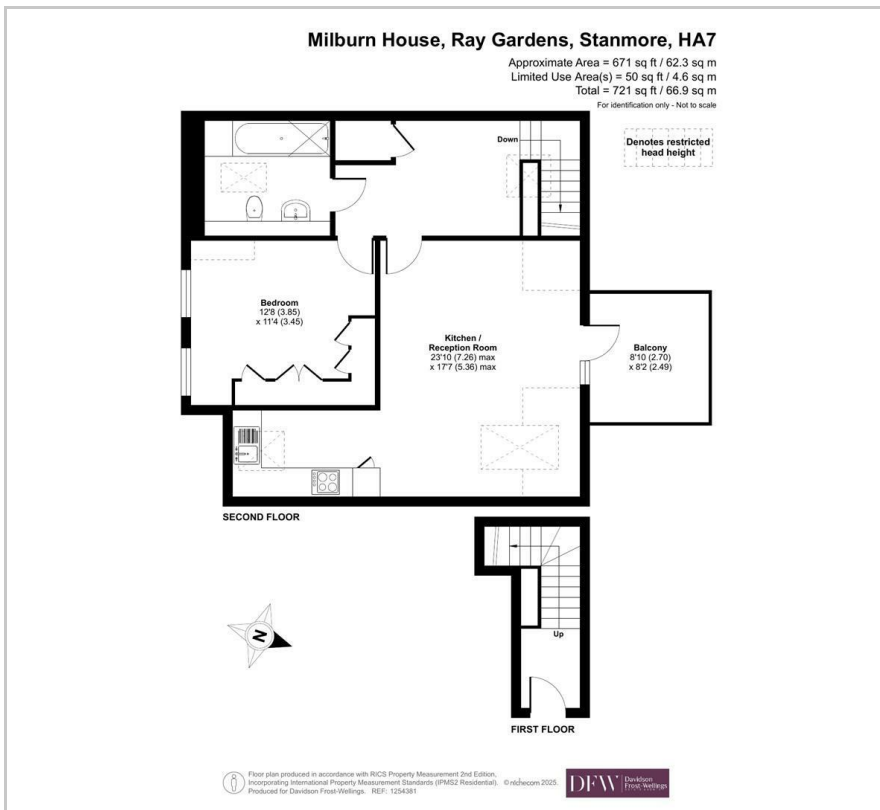 Milburn House, Ray Gardens, Stanmore, HA7
Approximate Area = 671 sq ft / 62.3 sq m
Limited Use Area(s) = 50 sq ft / 4.6 sq m
Total = 721 sq ft / 66.9 sq m
For identification only - Not to scale
Denotes restricted
head height
Down
Bedroom
12'8 (3.85)
x 11'4 (3.45)
Kitchen /
Reception Room
23'10 (7.26) max
x 17'7 (5.36) max
Balcony
8'10 (2.70)
x 8'2 (2.49)
SECOND FLOOR
N
Up
FIRST FLOOR
Floor plan produced in accordance with RICS Property Measurement 2nd Edition,
Incorporating International Property Measurement Standards (IPMS2 Residential). © nichecom 2025.
Produced for Davidson Frost-Wellings. REF: 1254381
DFW
Davidson
Frost-Wellings